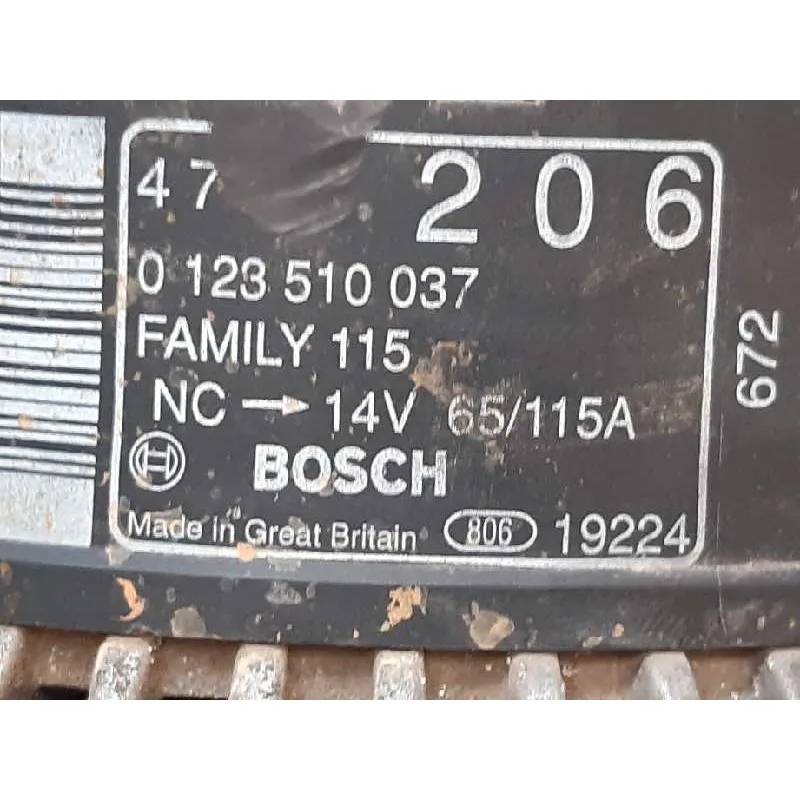 47 206
0 123 510 037
FAMILY 115
NC → 14V 65/115A
BOSCH
Made in Great Britain 806 19224
672